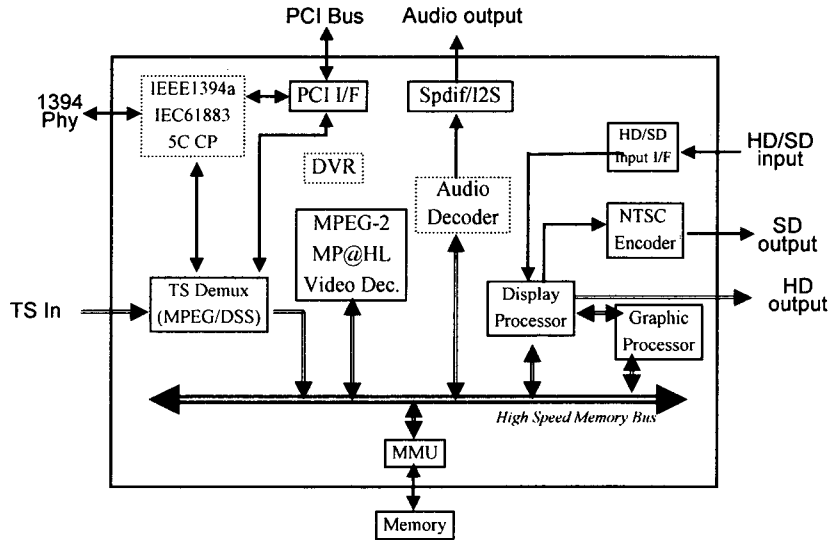 PCI Bus
Audio output
1394
Phy
IEEE1394a
IEC61883
5C CP
PCI I/F
Spdif/I2S
HD/SD
Input I/F
HD/SD
input
DVR
Audio
Decoder
NTSC
Encoder
SD
output
MPEG-2
MP@HL
Video Dec.
TS In
TS Demux
(MPEG/DSS)
Display
Processor
HD
output
Graphic
Processor
High Speed Memory Bus
MMU
Memory